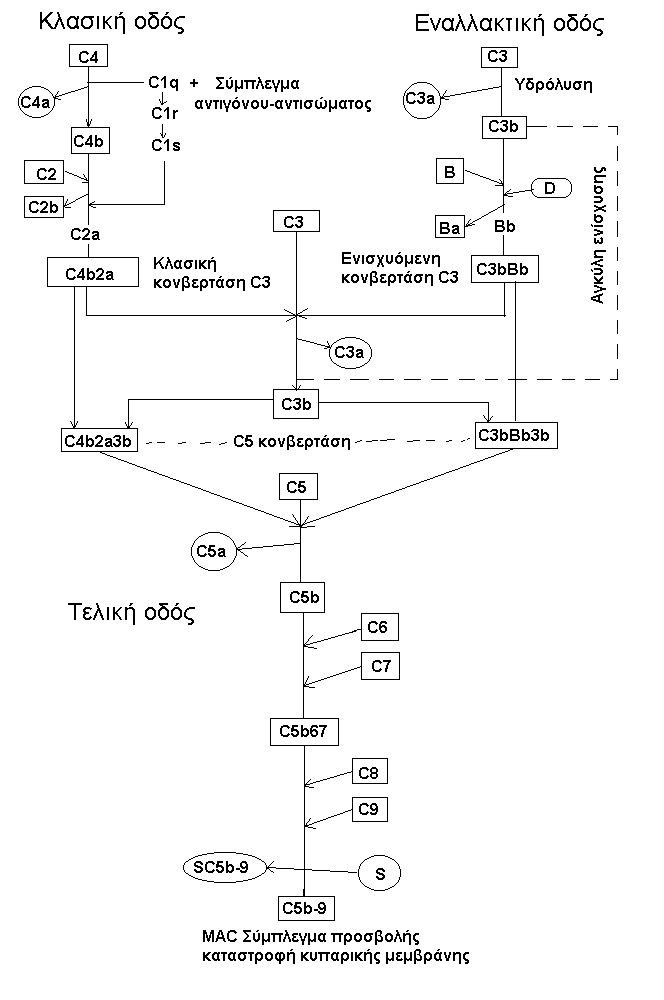 Κλασική οδός
Εναλλακτική οδός
C4
C3
C1q + Σύμπλεγμα
αντιγόνου-αντισώματος
Υδρόλυση
C4a
C3a
C1r
C3b
C4b
C1s
C2
B
D
C2b
Ba
Bb
C2a
C3
Αγκύλη ενίσχυσης
C4b2a
Κλασική
κονβερτάση C3
Ενισχυόμενη
κονβερτάση C3
C3bBb
C3a
C3b
C4b2a3b
C5 κονβερτάση
C3bBb3b
C5
C5a
C5b
Τελική οδός
C6
C7
C5b67
C8
C9
SC5b-9
S
C5b-9
MAC Σύμπλεγμα προσβολής
καταστροφή κυπαρικής μεμβράνης